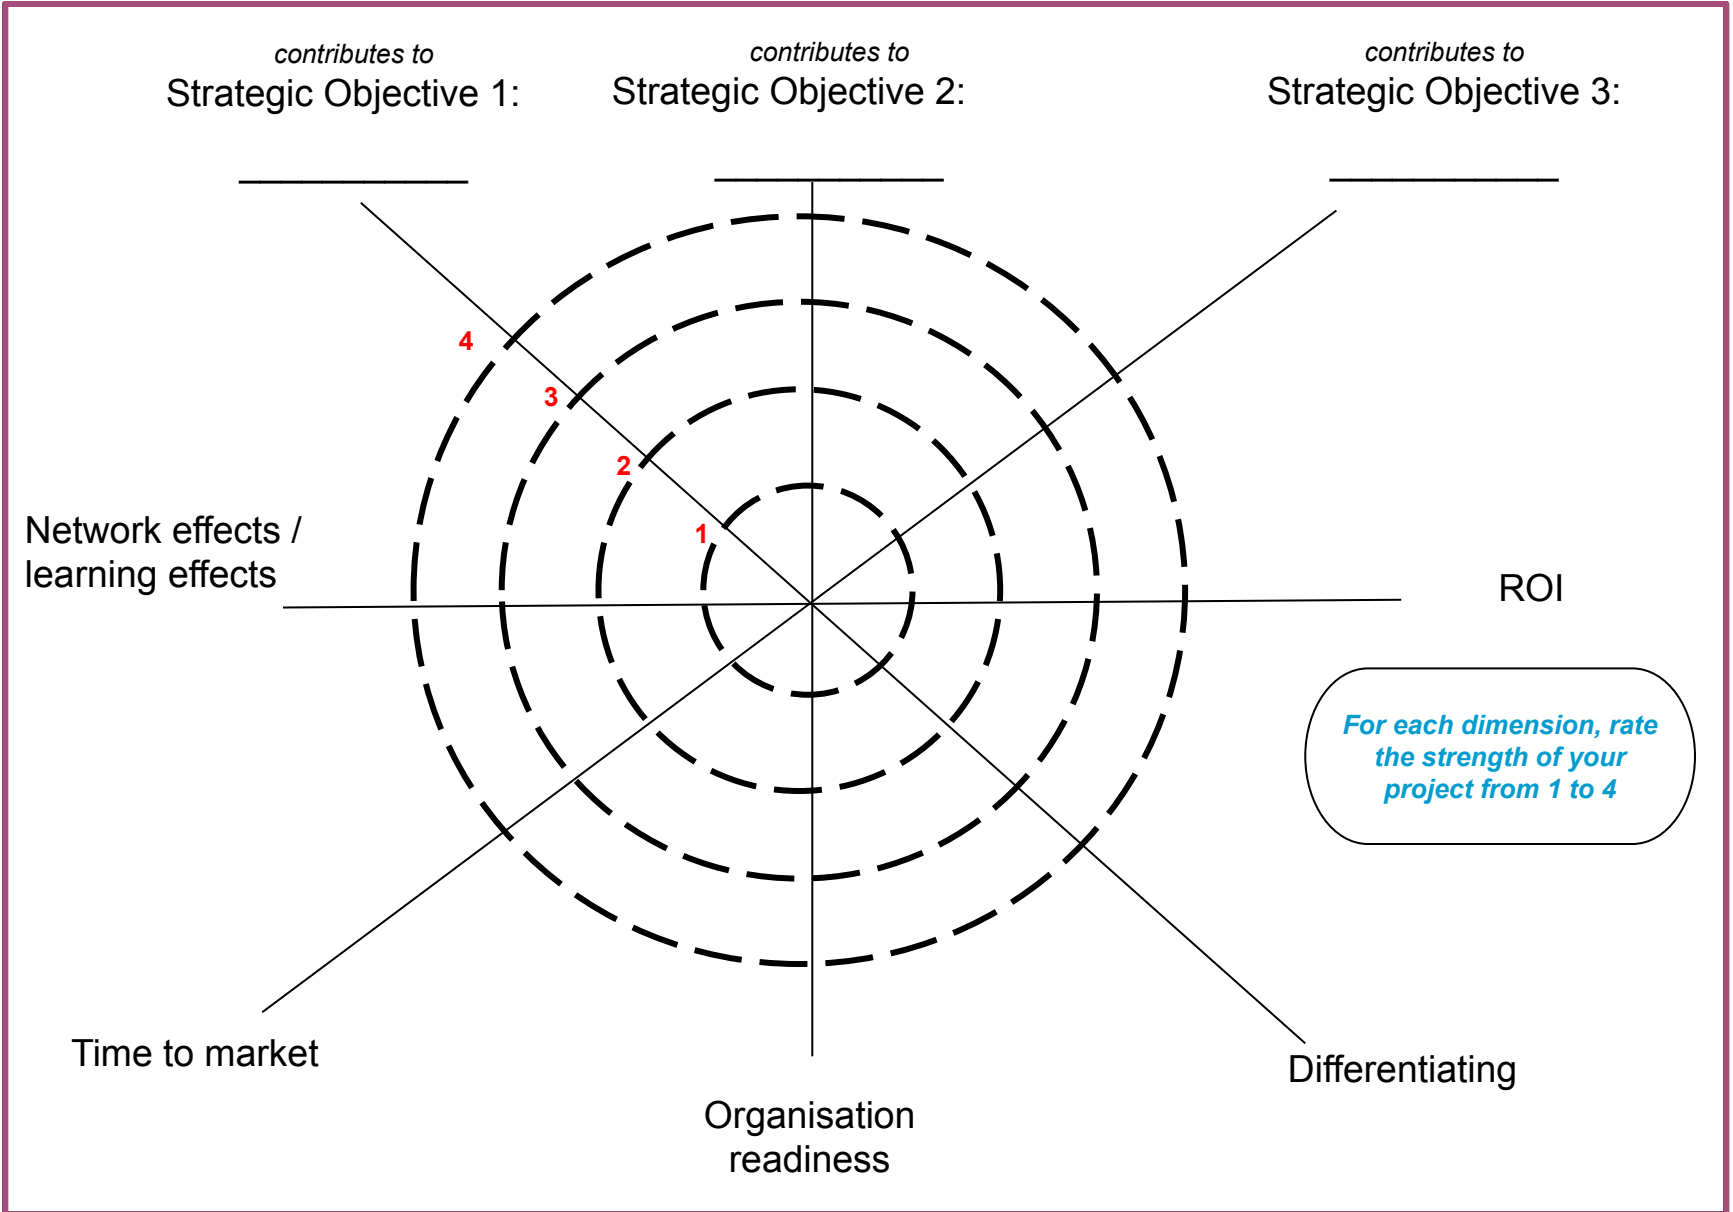 contributes to
Strategic Objective 1:
contributes to
Strategic Objective 2:
contributes to
Strategic Objective 3:
4
3
2
1
Network effects /
learning effects
ROI
For each dimension, rate
the strength of your
project from 1 to 4
Time to market
Organisation
readiness
Differentiating